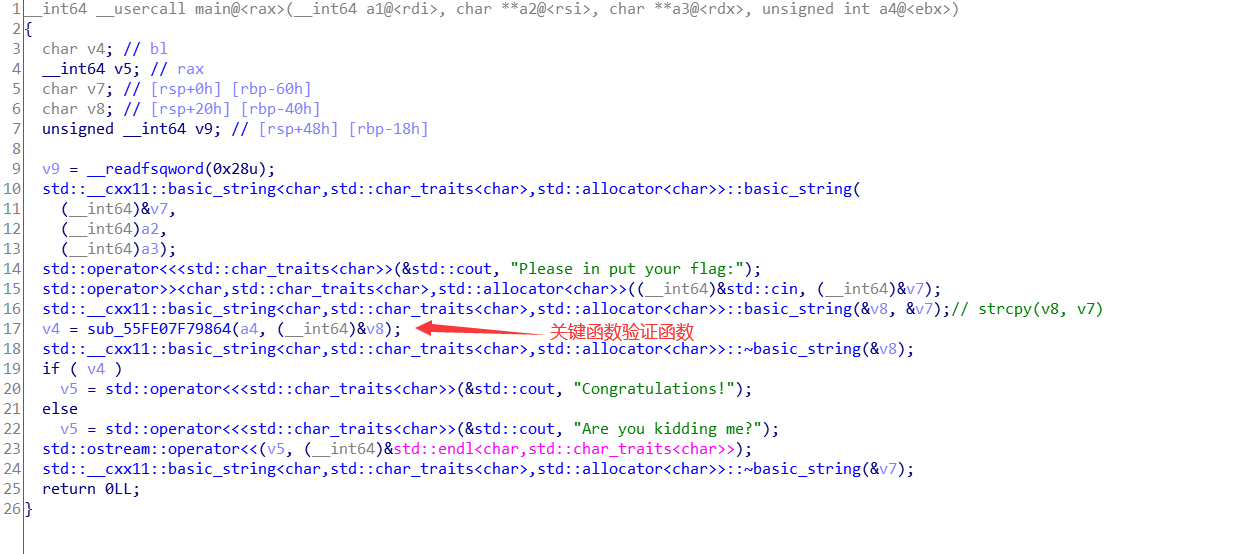 1 __int64 __usercall main@<rax>(__int64 a1@<rdi>, char **a2@<rsi>, char **a3@<rdx>, unsigned int a4@<ebx>)
2 {
3 char v4; // bl
4 __int64 v5; // rax
5 char v7; // [rsp+0h] [rbp-60h]
6 char v8; // [rsp+20h] [rbp-40h]
7 unsigned __int64 v9; // [rsp+48h] [rbp-18h]
8
9 v9 = __readfsqword(0x28u);
10 std::__cxx11::basic_string<char,std::char_traits<char>,std::allocator<char>>::basic_string(
11 (__int64)&v7,
12 (__int64)a2,
13 (__int64)a3);
14 std::operator<<<std::char_traits<char>>(&std::cout, "Please in put your flag:");
15 std::operator>><char,std::char_traits<char>,std::allocator<char>>((__int64)&std::cin, (__int64)&v7);
16 std::__cxx11::basic_string<char,std::char_traits<char>,std::allocator<char>>::basic_string(&v8, &v7);// strcpy(v8, v7)
17 v4 = sub_55FE07F79864(a4, (__int64)&v8); 关键函数验证函数
18 std::__cxx11::basic_string<char,std::char_traits<char>,std::allocator<char>>::~basic_string(&v8);
19 if ( v4 )
20 v5 = std::operator<<<std::char_traits<char>>(&std::cout, "Congratulations!");
21 else
22 v5 = std::operator<<<std::char_traits<char>>(&std::cout, "Are you kidding me?");
23 std::ostream::operator<<(v5, (__int64)&std::endl<char,std::char_traits<char>>);
24 std::__cxx11::basic_string<char,std::char_traits<char>,std::allocator<char>>::~basic_string(&v7);
25 return 0LL;
26 }